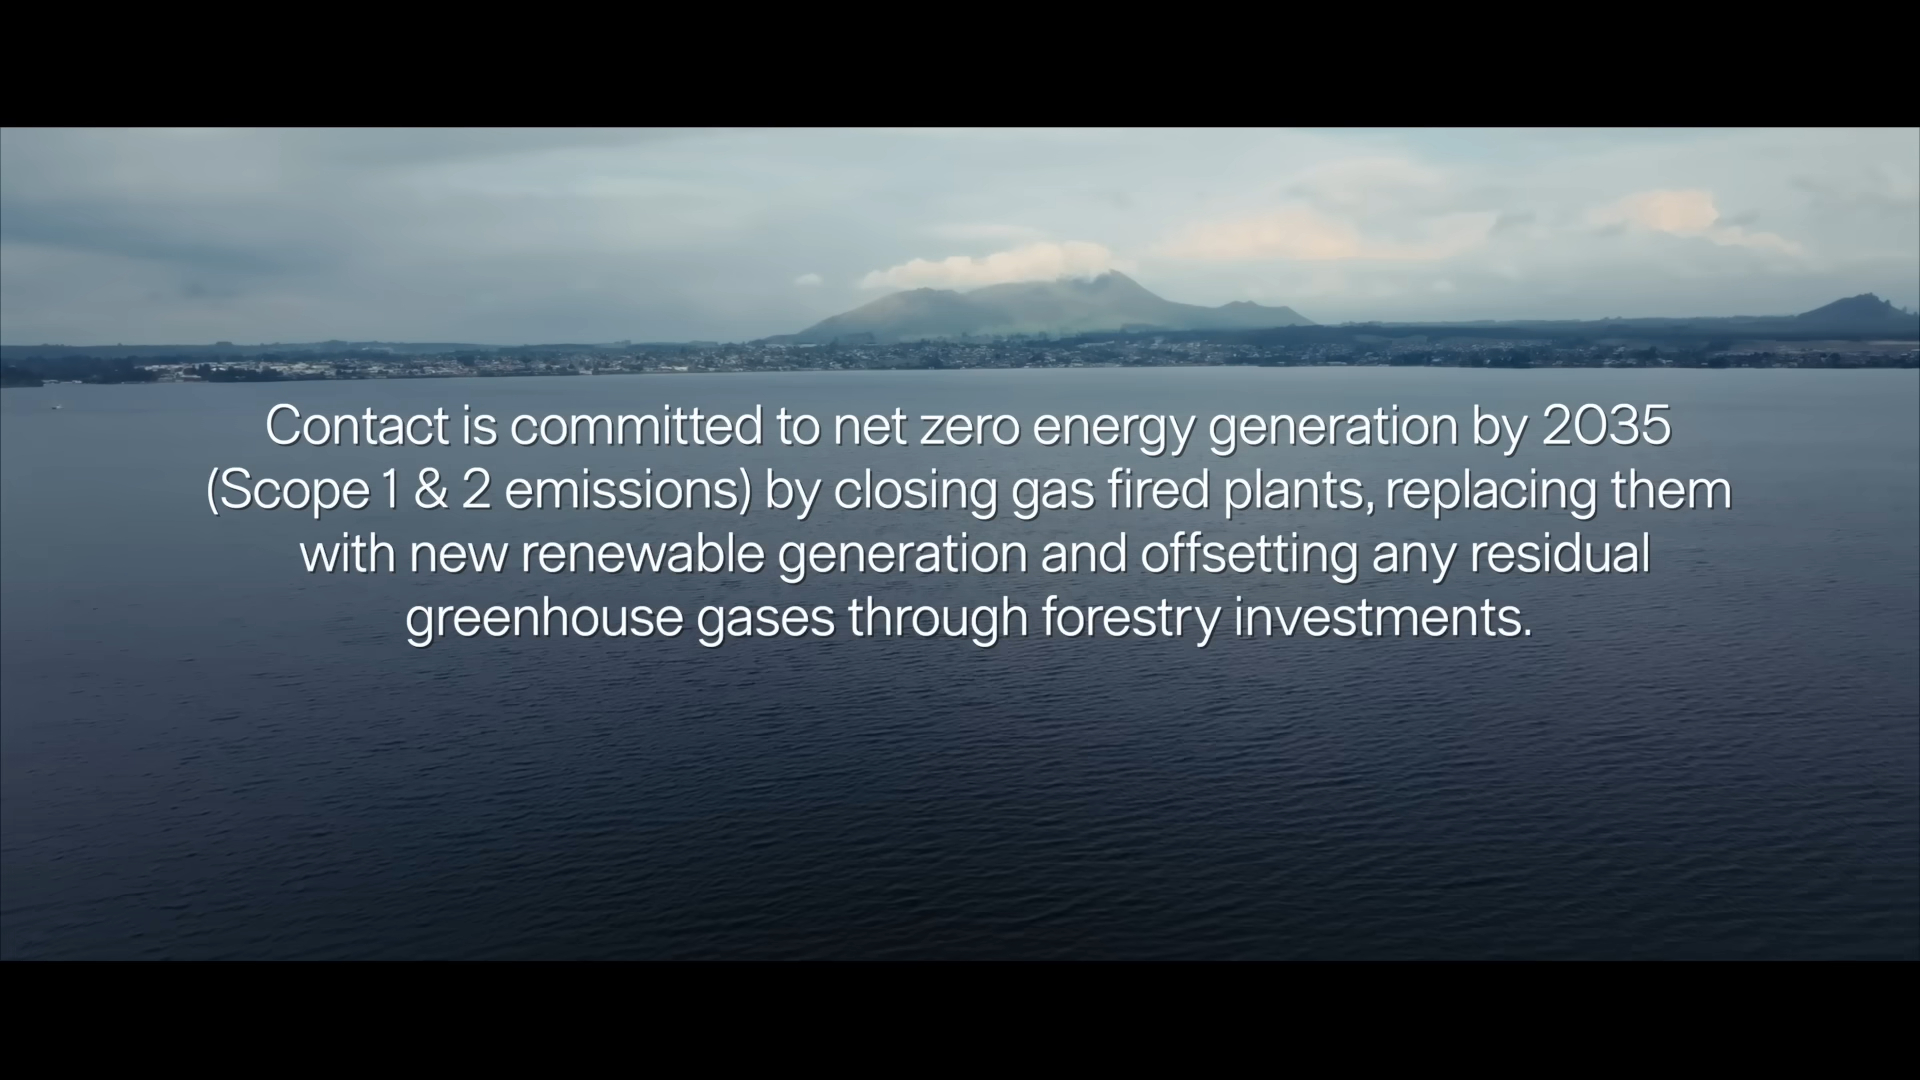 Contact is committed to net zero energy generation by 2035
(Scope 1 & 2 emissions) by closing gas fired plants, replacing them
with new renewable generation and offsetting any residual
greenhouse gases through forestry investments.